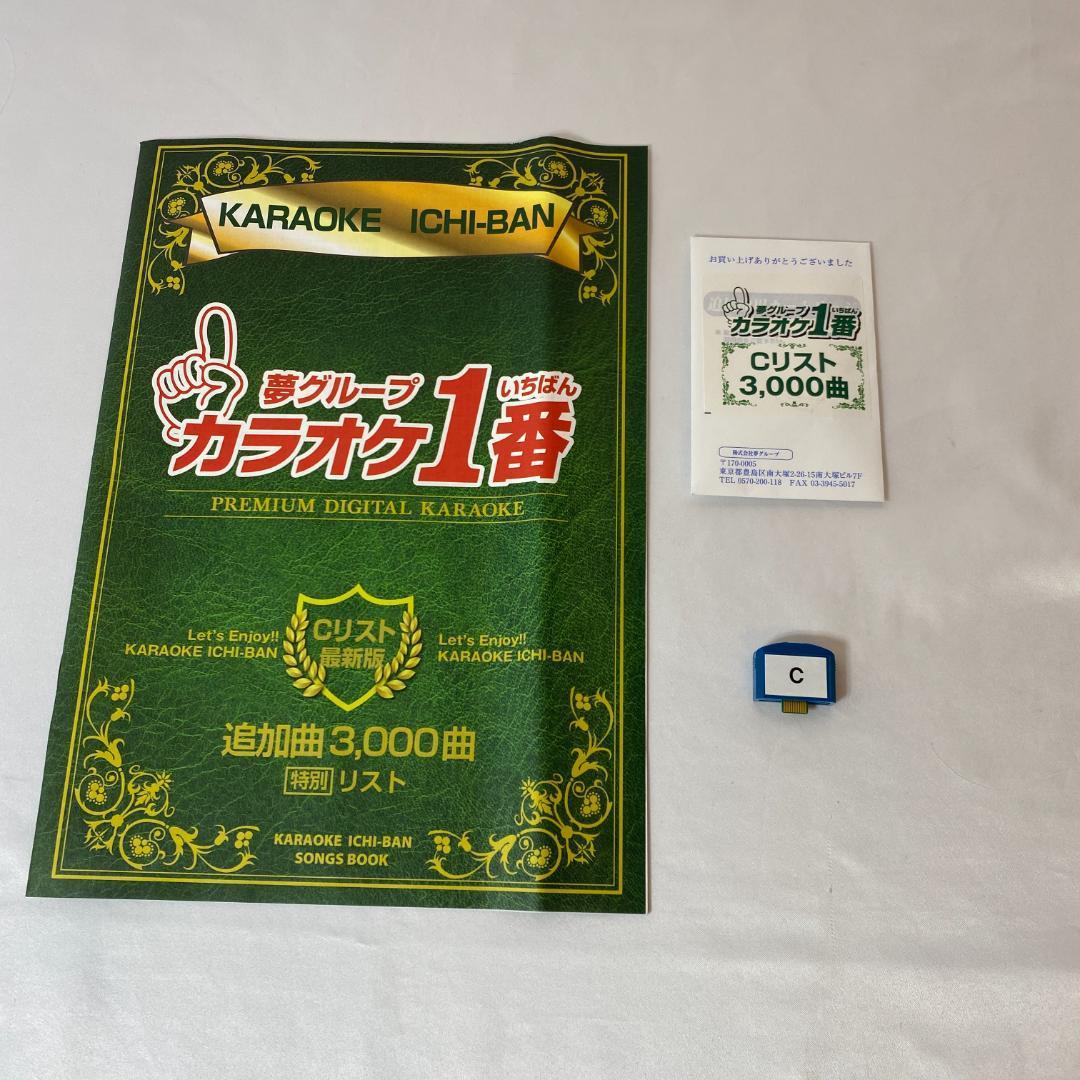 KARAOKE ICHI-BAN
夢グループ
いちばん
カラオケ1番
PREMIUM DIGITAL KARAOKE
Let's Enjoy!!
KARAOKE ICHI-BAN
Cリスト
最新版
Let's Enjoy!!
KARAOKE ICHI-BAN
追加曲3,000曲
特別 リスト
KARAOKE ICHI-BAN
SONGS BOOK
お買い上げありがとうございました
夢グループ
いちばん
カラオケ1番
Cリスト
3,000曲
株式会社夢グループ
〒170-0005
東京都豊島区南大塚2-26-15南大塚ビル7F
TEL 0570-200-118 FAX 03-3945-5017
C